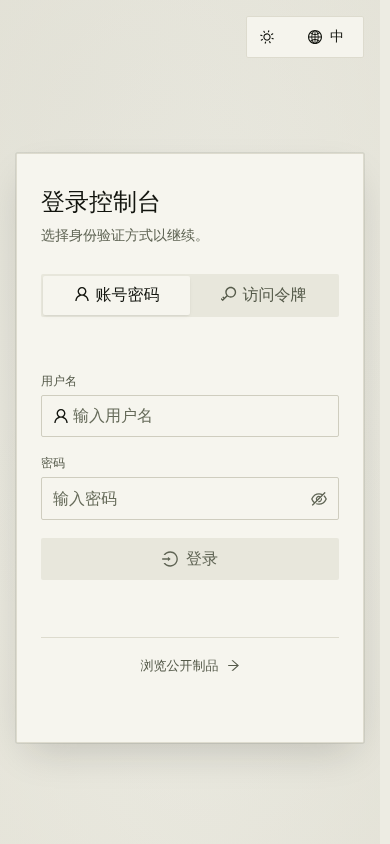 中
登录控制台
选择身份验证方式以继续。
账号密码
访问令牌
用户名
输入用户名
密码
输入密码
登录
浏览公开制品